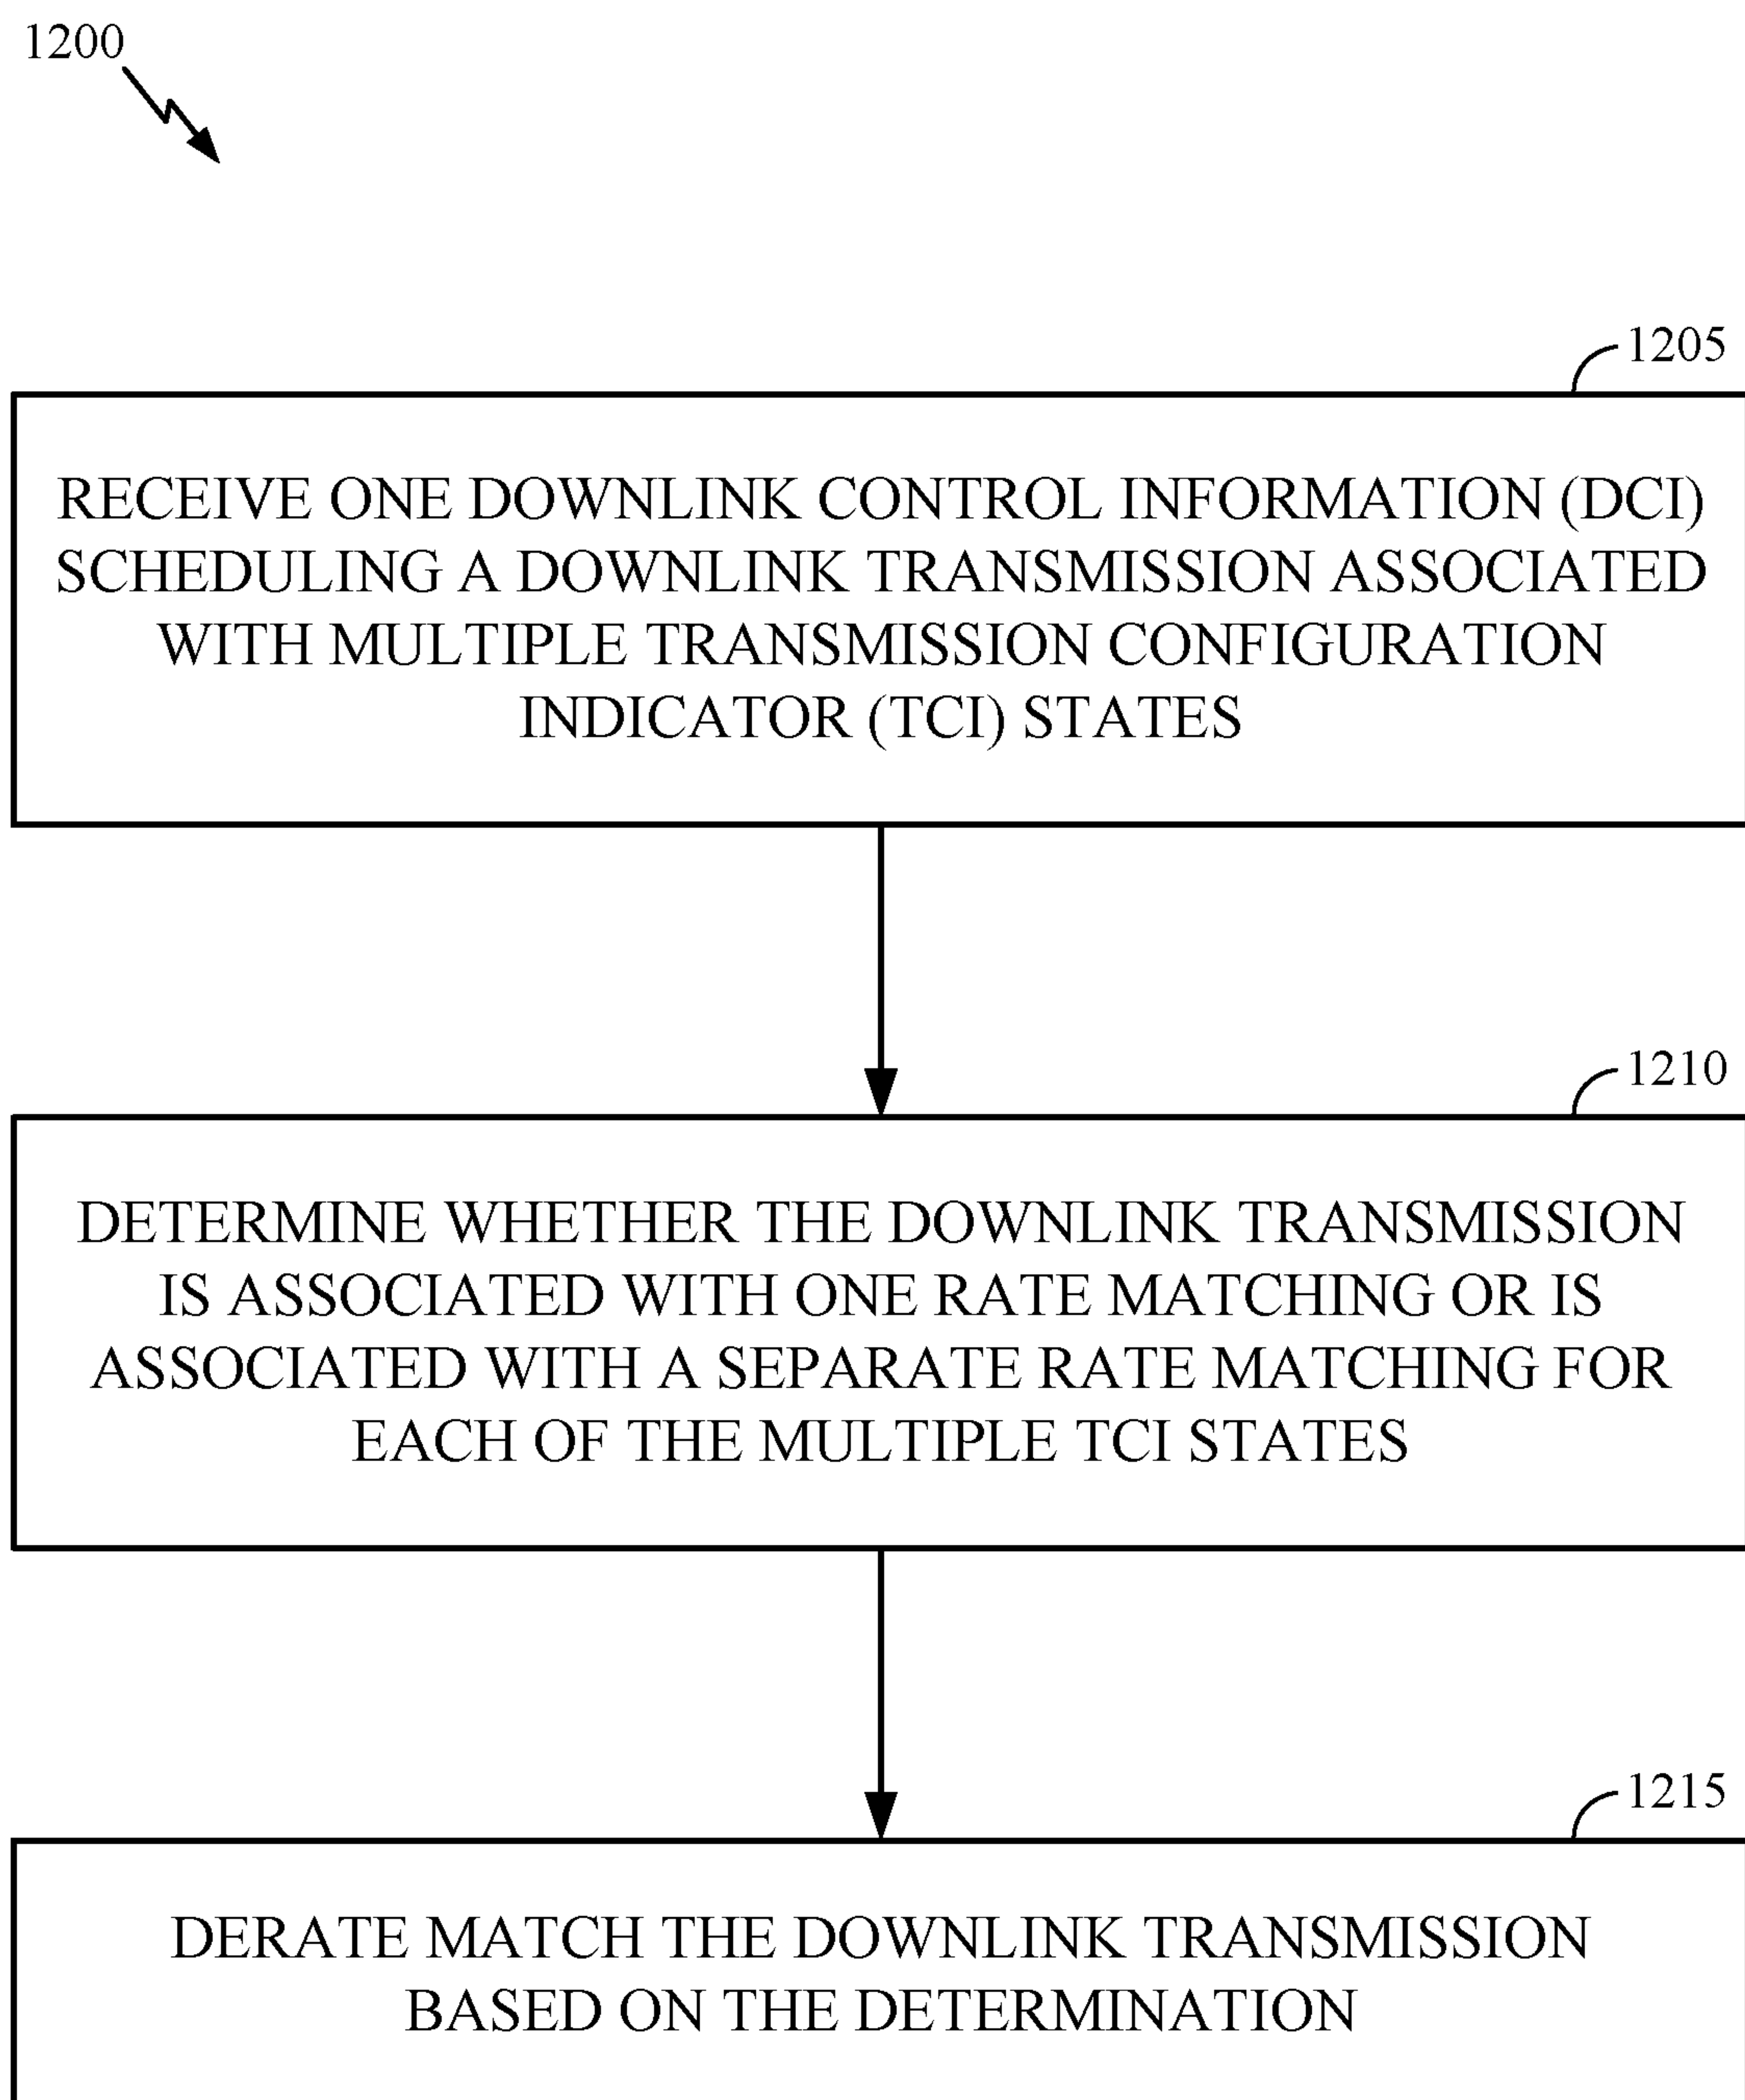 1200
1205
RECEIVE ONE DOWNLINK CONTROL INFORMATION (DCI)
SCHEDULING A DOWNLINK TRANSMISSION ASSOCIATED
WITH MULTIPLE TRANSMISSION CONFIGURATION
INDICATOR (TCI) STATES
1210
DETERMINE WHETHER THE DOWNLINK TRANSMISSION
IS ASSOCIATED WITH ONE RATE MATCHING OR IS
ASSOCIATED WITH A SEPARATE RATE MATCHING FOR
EACH OF THE MULTIPLE TCI STATES
1215
DERATE MATCH THE DOWNLINK TRANSMISSION
BASED ON THE DETERMINATION